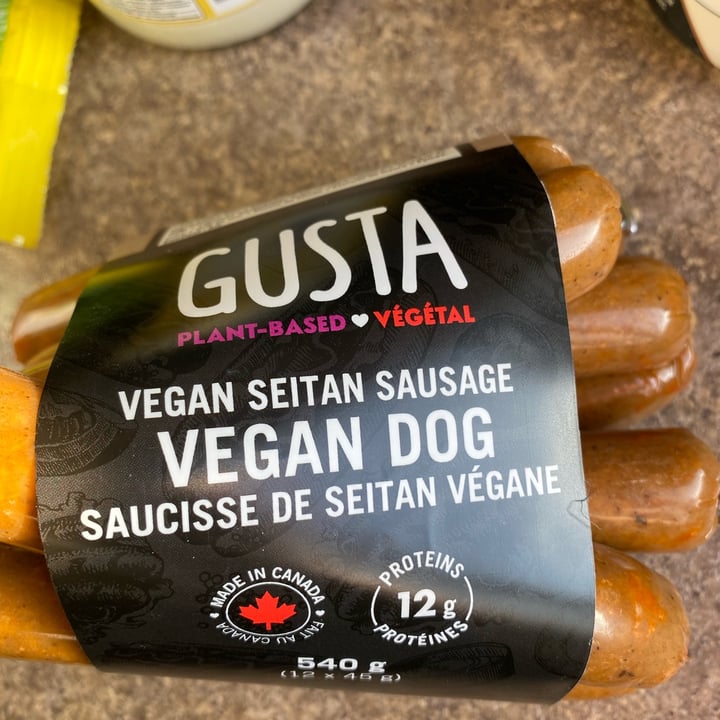 GUSTA
PLANT-BASED VÉGÉTAL
VEGAN SEITAN SAUSAGE
VEGAN DOG
SAUCISSE DE SEITAN VÉGANE
MADE IN CANADA
FAIT AU CANADA
PROTEINS
12 g
PROTÉINES
540 g
(12 x 45 g)